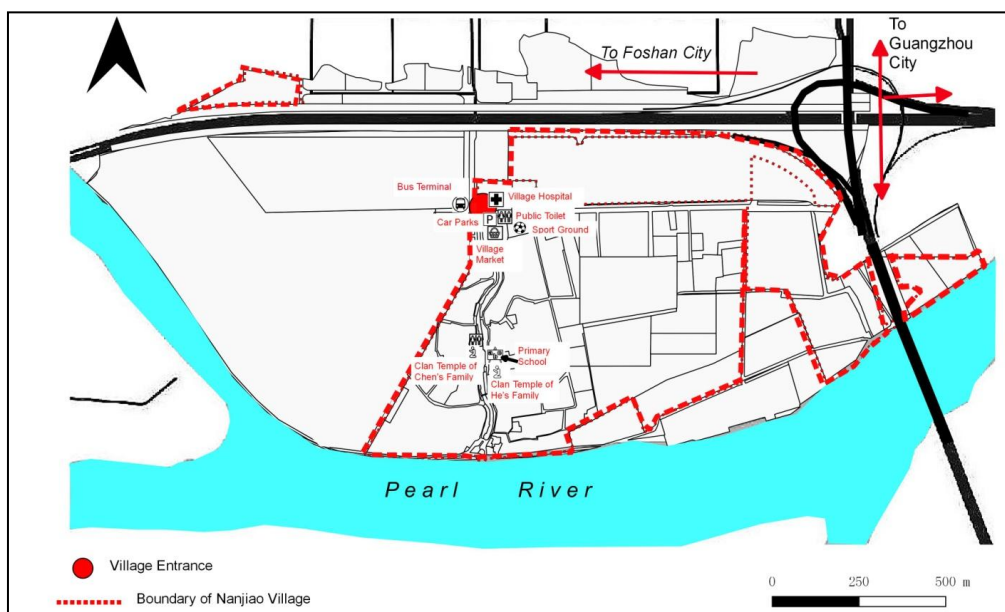 To
Guangzhou
City
To Foshan City
Bus Terminal
Village Hospital
Car Parks
P
Public Toilet
Sport Ground
Village
Market
Primary
School
Clan Temple of
Chen's Family
Clan Temple of
He's Family
Pearl River
Village Entrance
Boundary of Nanjiao Village
0 250 500 m